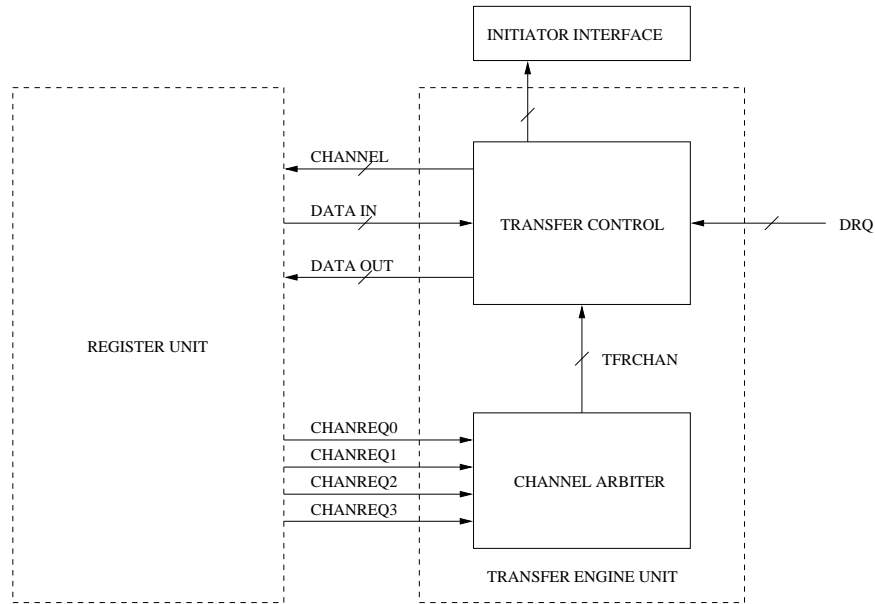 INITIATOR INTERFACE
CHANNEL
DATA IN
TRANSFER CONTROL
DRQ
DATA OUT
REGISTER UNIT
TFRCHAN
CHANREQ0
CHANREQ1
CHANREQ2
CHANREQ3
CHANNEL ARBITER
TRANSFER ENGINE UNIT